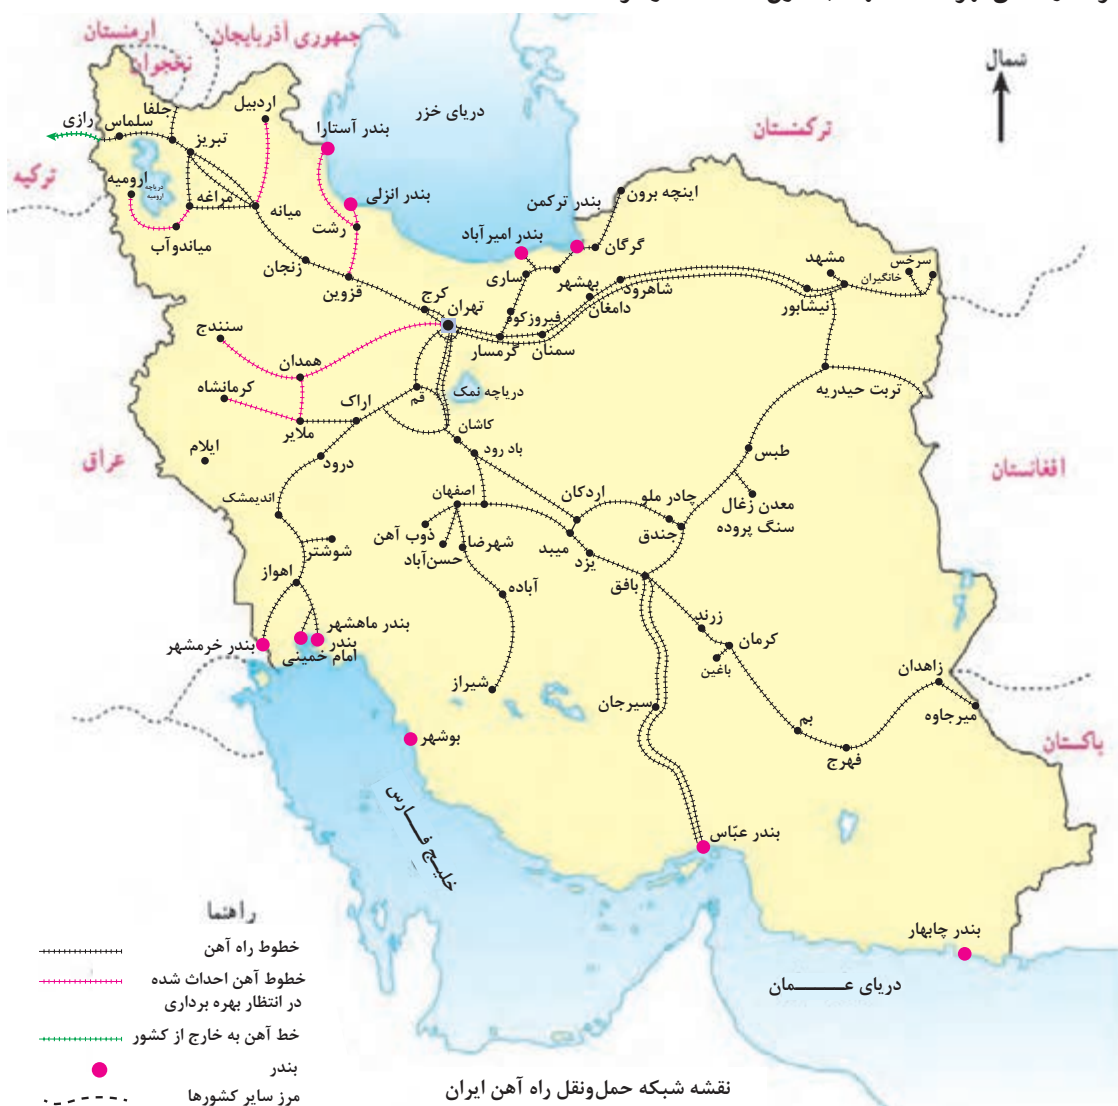 ارمنستان
جمهوری آذربایجان
نخجوان
شمال
دریای خزر
ترکمنستان
ترکیه
عراق
افغانستان
پاکستان
رازی
سلماس
جلفا
تبریز
اردبیل
بندر آستارا
ارومیه
دریاچه
ارومیه
مراغه
میانه
میاندوآب
بندر انزلی
رشت
زنجان
قزوین
کرج
تهران
بندر ترکمن
اینچه برون
بندر امیرآباد
گرگان
ساری
بهشهر
فیروزکوه
گرمسار
سمنان
دامغان
شاهرود
نیشابور
مشهد
خانگیران
سرخس
تربت حیدریه
سنندج
همدان
کرمانشاه
ملایر
اراک
قم
دریاچه نمک
کاشان
باد رود
ایلام
درود
اندیمشک
شوشتر
اهواز
اصفهان
ذوب آهن
حسن‌آباد
شهرضا
آباده
شیراز
اردکان
میبد
یزد
چادر ملو
جندق
طبس
معدن زغال
سنگ پروده
بافق
زرند
کرمان
باغین
سیرجان
بم
فهرج
زاهدان
میرجاوه
بندر خرمشهر
بندر ماهشهر
بندر
امام خمینی
بوشهر
خلیج فارس
بندر عبّاس
بندر چابهار
دریای عمان
راهنما
خطوط راه آهن
خطوط آهن احداث شده
در انتظار بهره برداری
خط آهن به خارج از کشور
بندر
مرز سایر کشورها
نقشه شبکه حمل‌ونقل راه آهن ایران